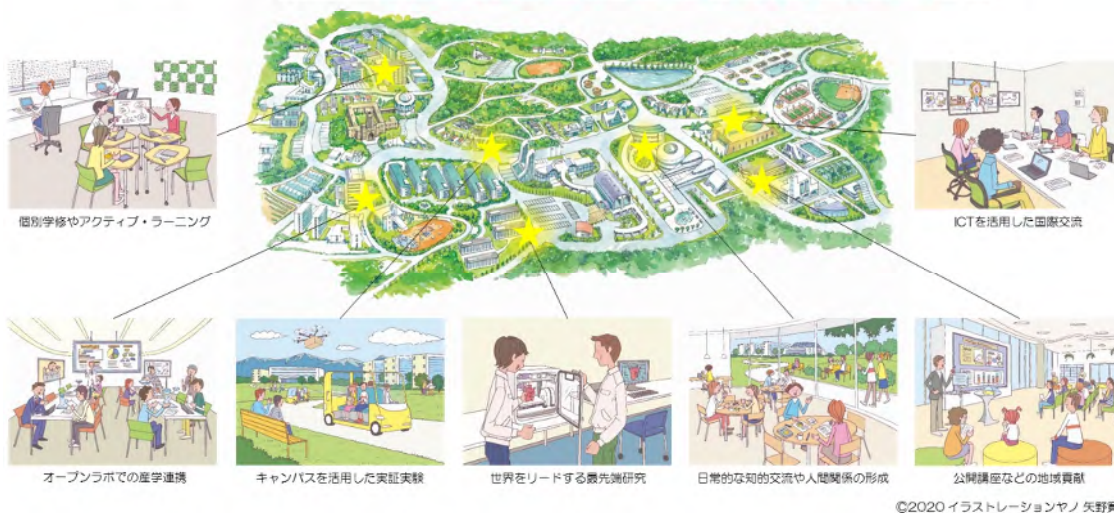 個別学修やアクティブ・ラーニング
ICTを活用した国際交流
オープンラボでの産学連携
キャンパスを活用した実証実験
世界をリードする最先端研究
日常的な知的交流や人間関係の形成
公開講座などの地域貢献
©2020 イラストレーションヤノ 矢野